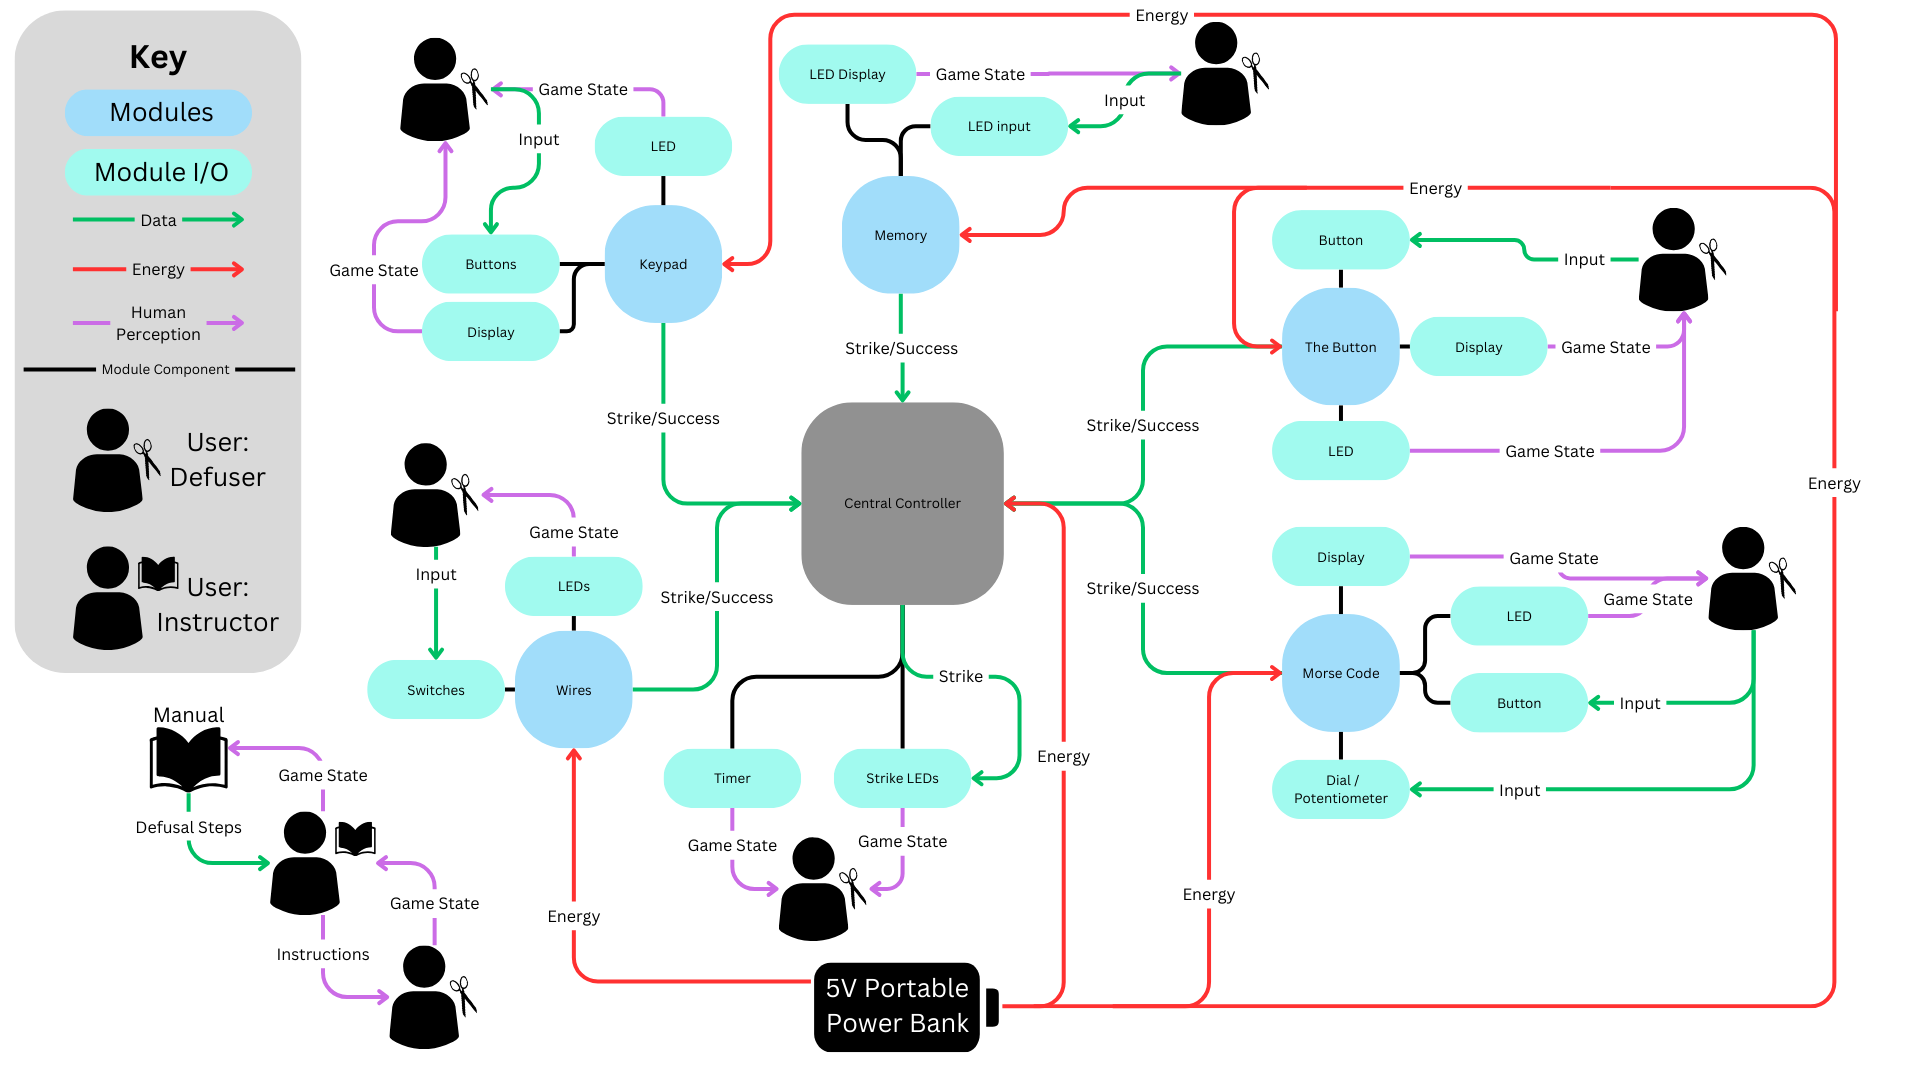 Key
Modules
Module I/O
Data
Energy
Human
Perception
Module Component
User:
Defuser
User:
Instructor
Energy
Game State
Input
LED
Buttons
Keypad
Game State
Display
Strike/Success
LED Display
Game State
Input
LED input
Memory
Energy
Strike/Success
Button
Input
The Button
Display
Game State
LED
Game State
Strike/Success
Energy
Central Controller
Game State
LEDs
Input
Switches
Wires
Strike/Success
Strike/Success
Display
Game State
LED
Game State
Morse Code
Button
Input
Dial /
Potentiometer
Input
Strike
Timer
Strike LEDs
Game State
Game State
Energy
Energy
Energy
5V Portable
Power Bank
Manual
Game State
Defusal Steps
Game State
Instructions